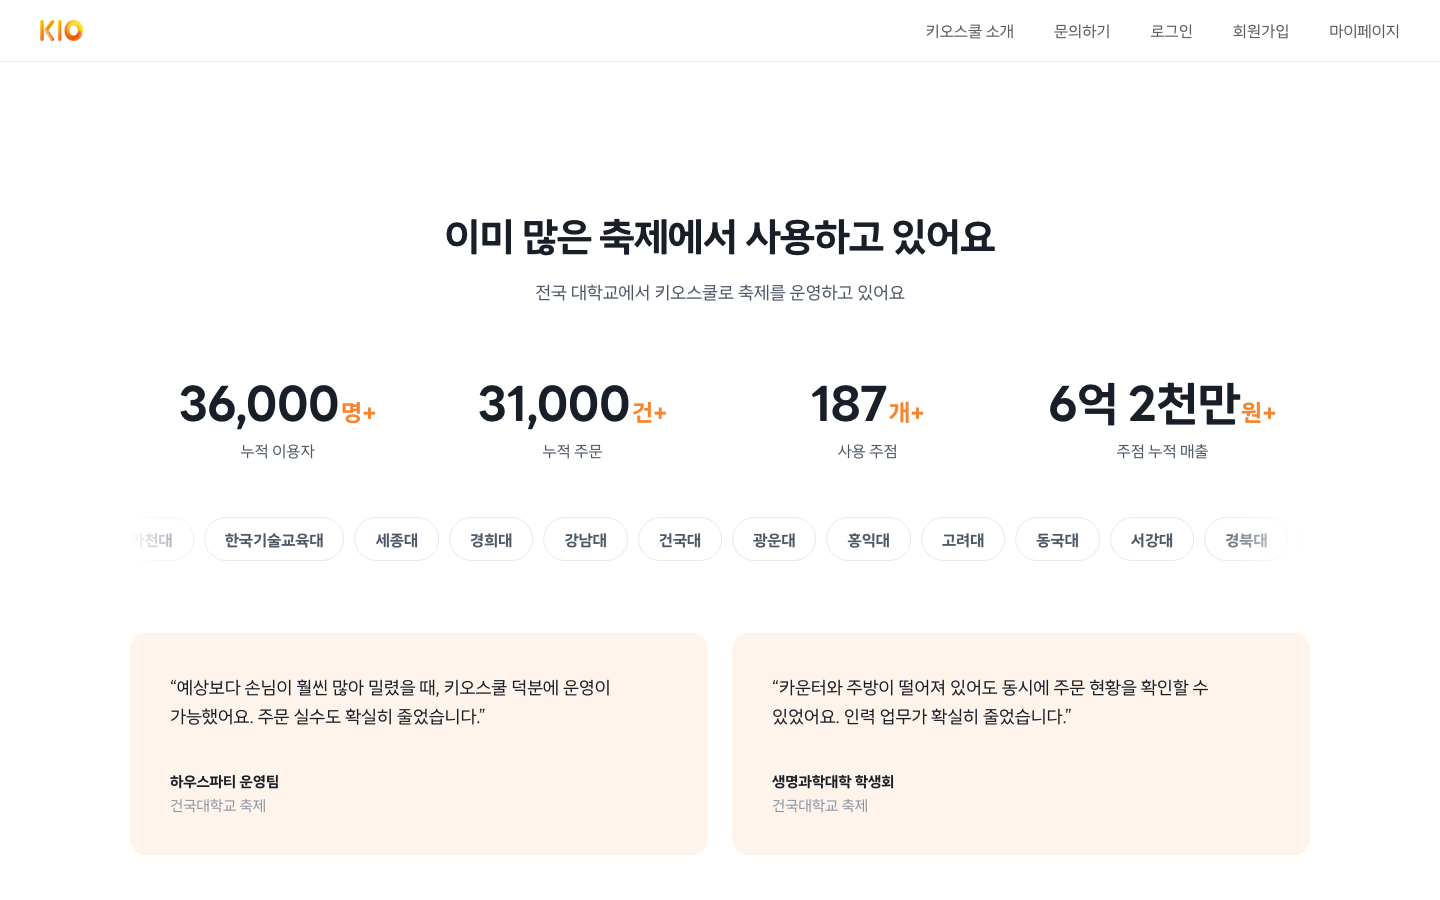 KIO
키오스쿨 소개
문의하기
로그인
회원가입
마이페이지
이미 많은 축제에서 사용하고 있어요
전국 대학교에서 키오스쿨로 축제를 운영하고 있어요
36,000명+
누적 이용자
31,000건+
누적 주문
187개+
사용 주점
6억 2천만원+
주점 누적 매출
가천대
한국기술교육대
세종대
경희대
강남대
건국대
광운대
홍익대
고려대
동국대
서강대
경북대
“예상보다 손님이 훨씬 많아 밀렸을 때, 키오스쿨 덕분에 운영이
가능했어요. 주문 실수도 확실히 줄었습니다.”
하우스파티 운영팀
건국대학교 축제
“카운터와 주방이 떨어져 있어도 동시에 주문 현황을 확인할 수
있었어요. 인력 업무가 확실히 줄었습니다.”
생명과학대학 학생회
건국대학교 축제